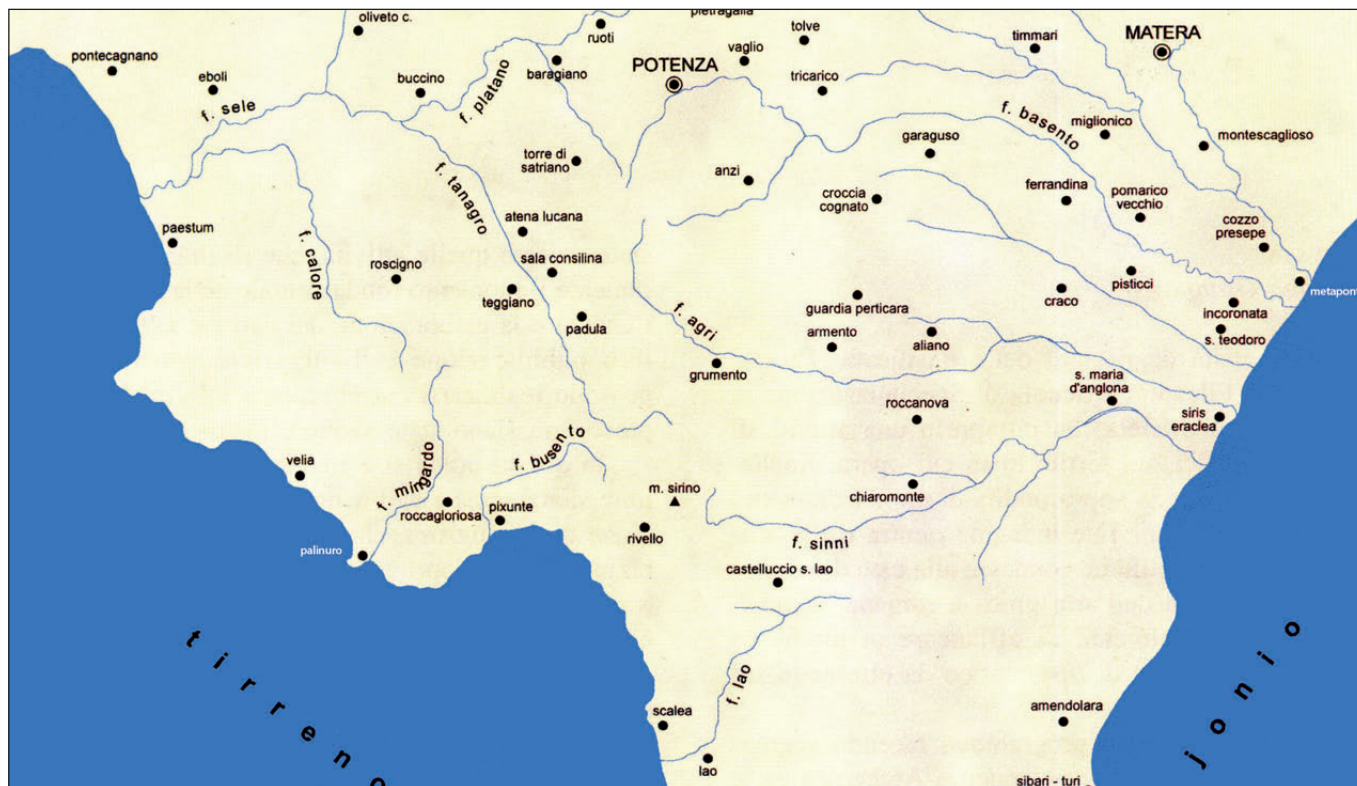 oliveto c.
pietragalla
ruoti
tolve
timmari
MATERA
pontecagnano
vaglio
eboli
buccino
baragiano
POTENZA
tricarico
f. platano
f. sele
f. basento
miglionico
garaguso
montescaglioso
torre di
satriano
anzi
f. tanagro
croccia
cognato
ferrandina
pomarico
vecchio
atena lucana
cozzo
presepe
paestum
f. calore
roscigno
sala consilina
teggiano
pisticci
metapont
guardia perticara
craco
incoronata
padula
f. agri
armento
aliano
s. teodoro
grumento
s. maria
d'anglona
roccanova
siris
eraclea
velia
f. mingardo
f. busento
m. sirino
chiaromonte
roccagloriosa
pixunte
rivello
f. sinni
palinuro
castelluccio s. lao
f. lao
tirreno
jonio
scalea
amendolara
lao
sibari - turi